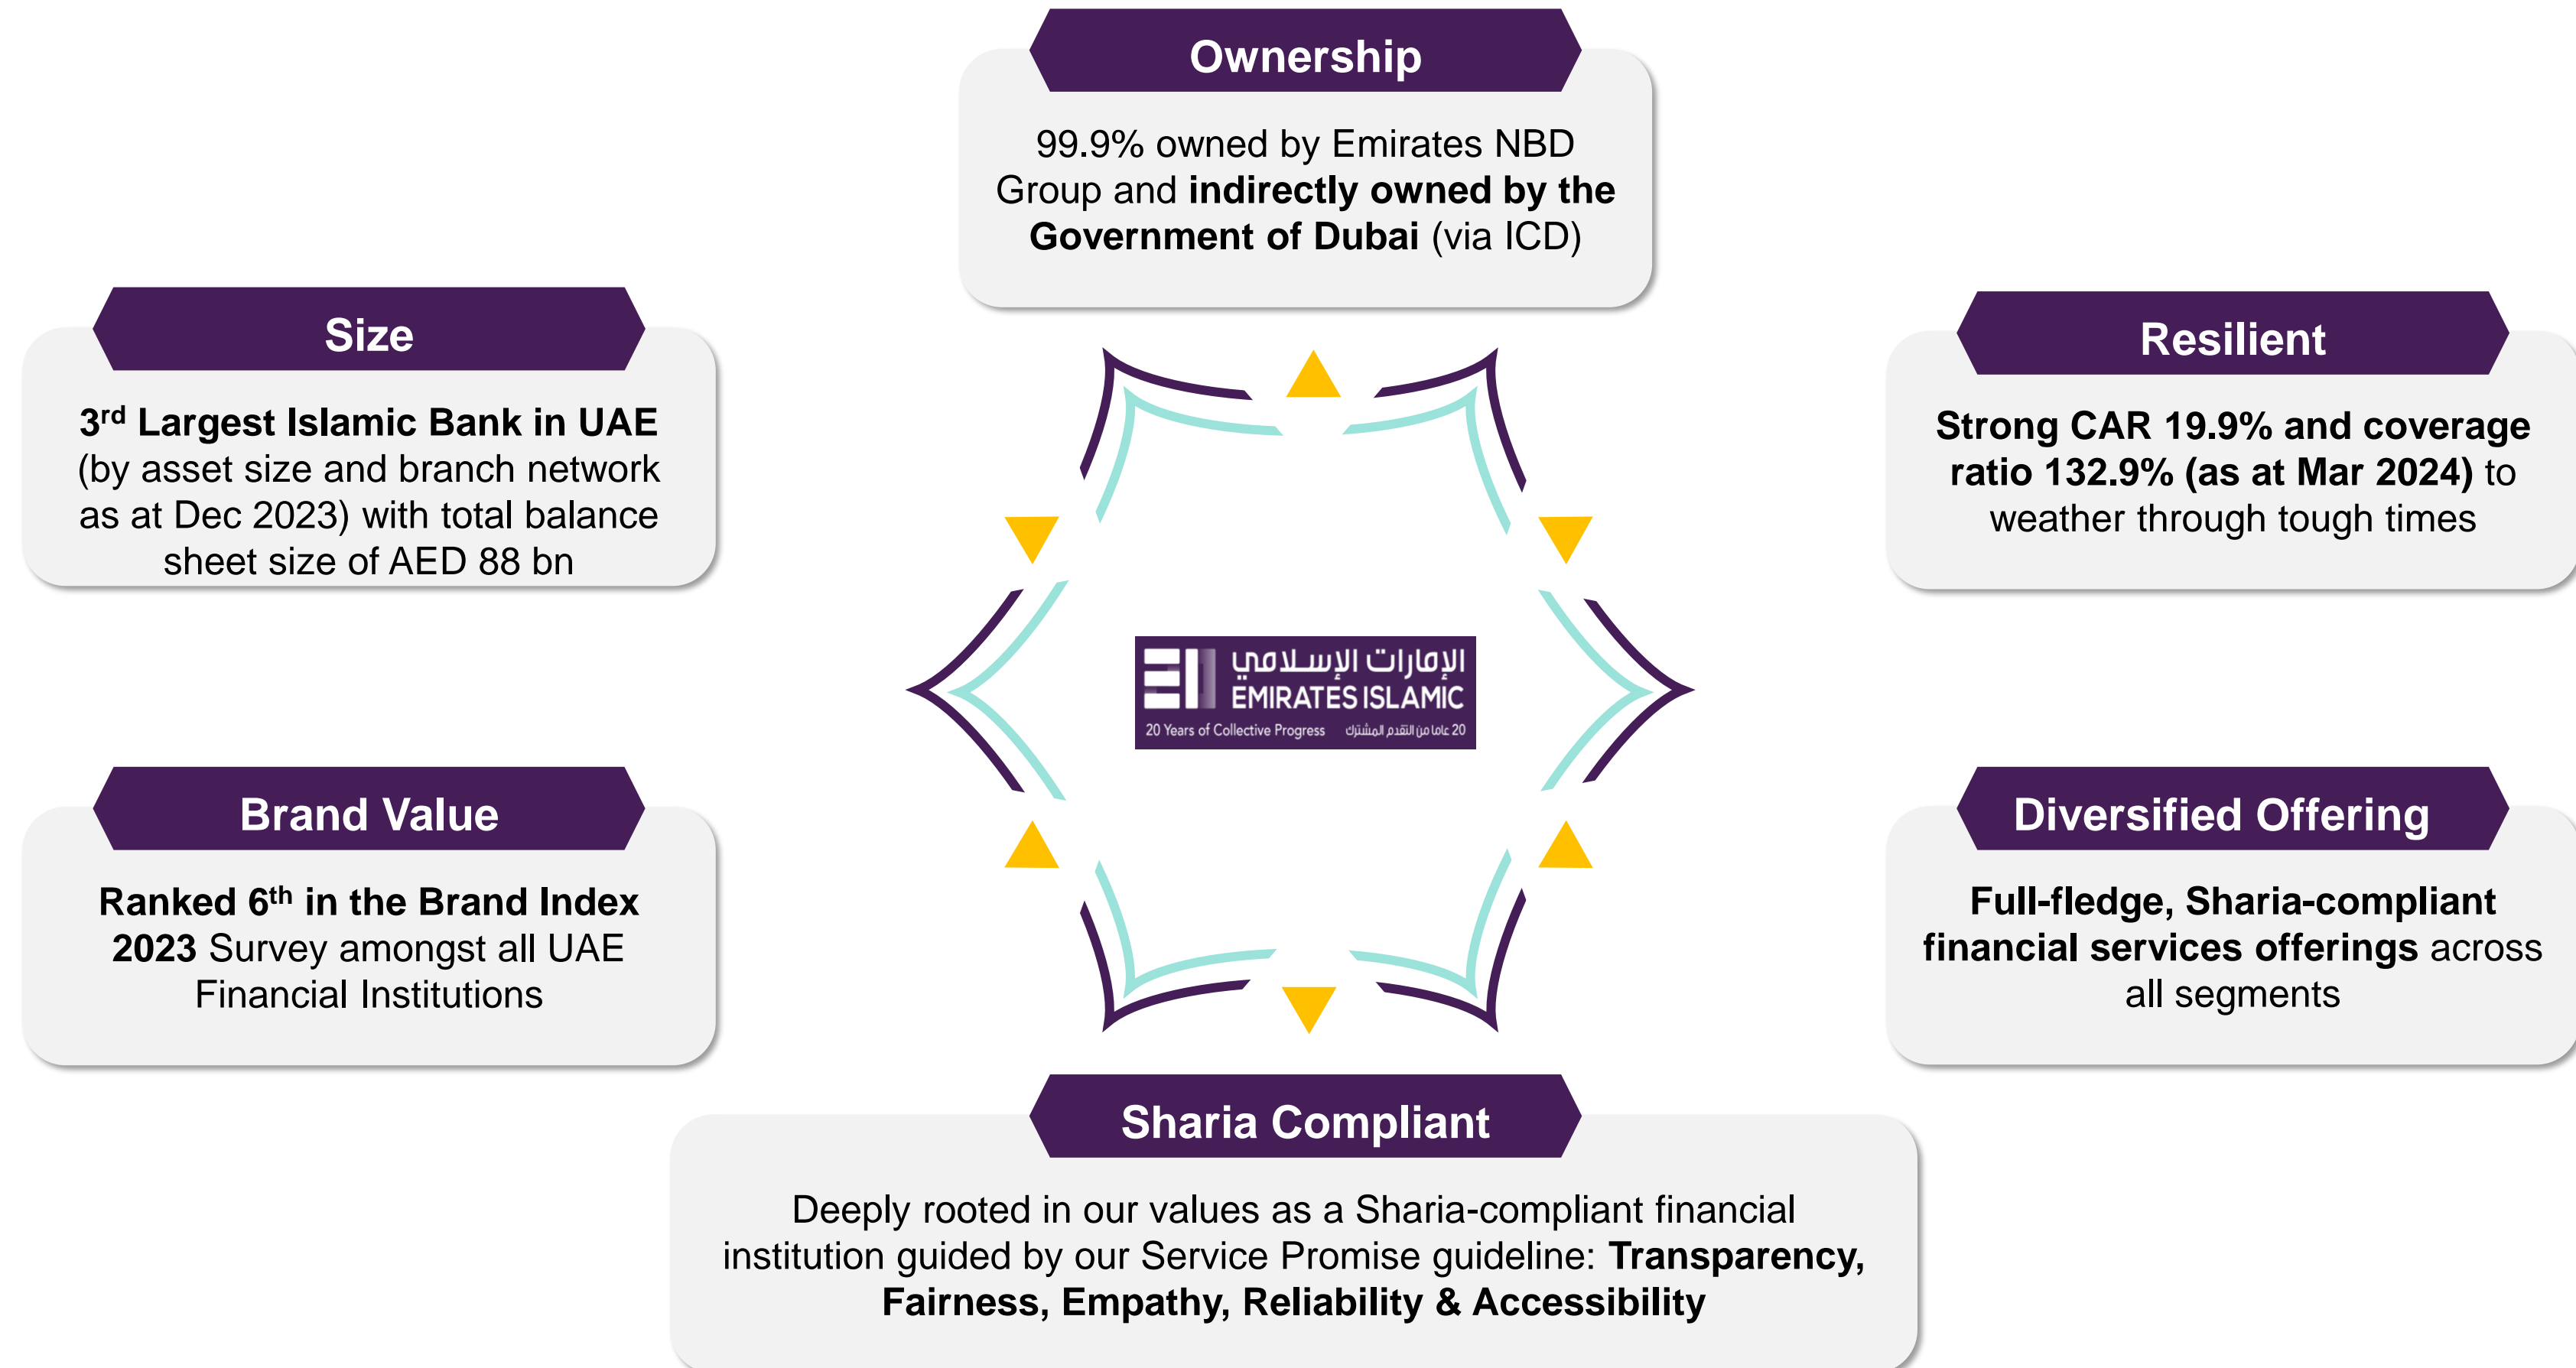 Ownership
99.9% owned by Emirates NBD
Group and indirectly owned by the
Government of Dubai (via ICD)
Size
3rd Largest Islamic Bank in UAE
(by asset size and branch network
as at Dec 2023) with total balance
sheet size of AED 88 bn
Resilient
Strong CAR 19.9% and coverage
ratio 132.9% (as at Mar 2024) to
weather through tough times
الإمارات الإسلامي
EMIRATES ISLAMIC
20 Years of Collective Progress
20 عاما من التقدم المشترك
Brand Value
Ranked 6th in the Brand Index
2023 Survey amongst all UAE
Financial Institutions
Diversified Offering
Full-fledge, Sharia-compliant
financial services offerings across
all segments
Sharia Compliant
Deeply rooted in our values as a Sharia-compliant financial
institution guided by our Service Promise guideline: Transparency,
Fairness, Empathy, Reliability & Accessibility